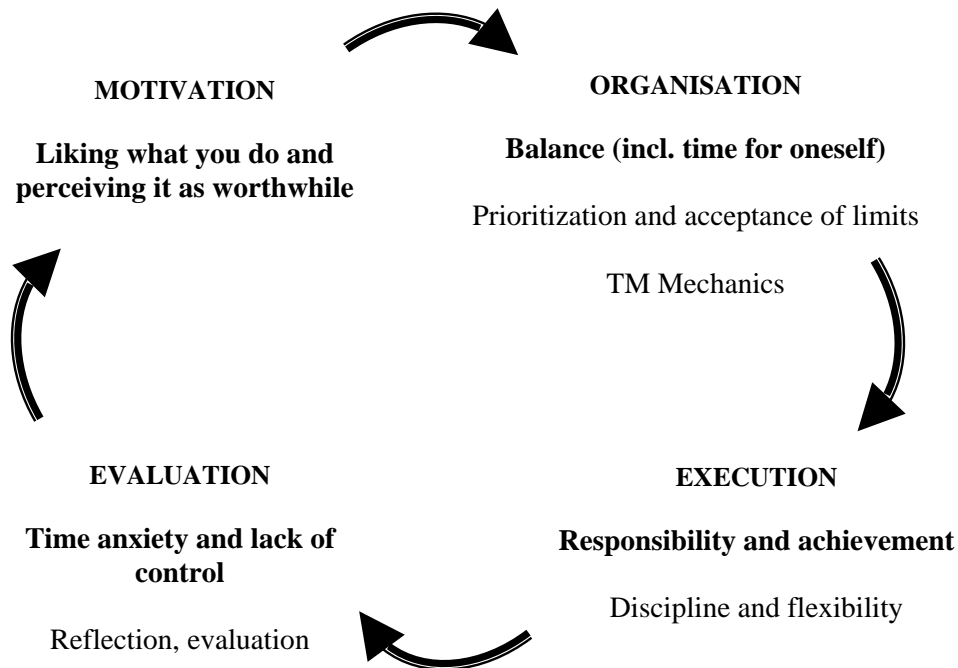 MOTIVATION
Liking what you do and
perceiving it as worthwhile
ORGANISATION
Balance (incl. time for oneself)
Prioritization and acceptance of limits
TM Mechanics
EXECUTION
Responsibility and achievement
Discipline and flexibility
EVALUATION
Time anxiety and lack of
control
Reflection, evaluation